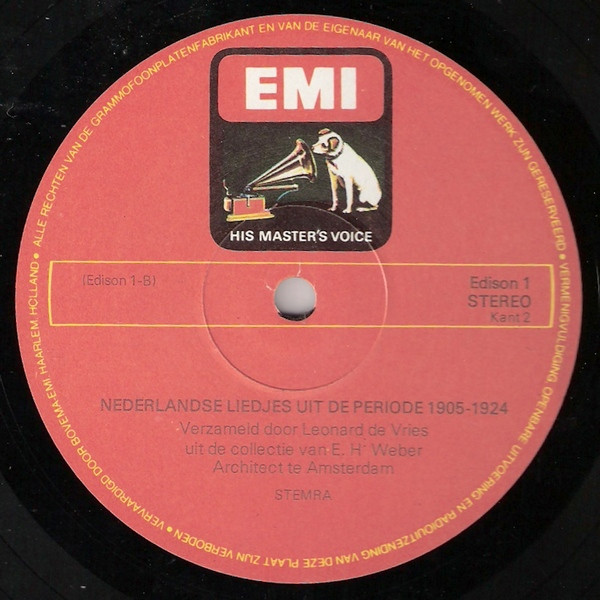 ALLE RECHTEN VAN DE GRAMMOFOONPLATENFABRIKANT EN VAN DE EIGENAAR VAN HET OPGENOMEN WERK ZIJN GERESERVEERD • VERMENIGVULDIGING, OPENBARE UITVOERING EN RADIOUITZENDING VAN DEZE PLAAT ZIJN VERBODEN • VERVAARDIGD DOOR BOVEMA-EMI HAARLEM HOLLAND •
EMI
HIS MASTER'S VOICE
(Edison 1-B)
Edison 1
STEREO
Kant 2
NEDERLANDSE LIEDJES UIT DE PERIODE 1905-1924
Verzameld door Leonard de Vries
uit de collectie van E. H' Weber
Architect te Amsterdam
STEMRA